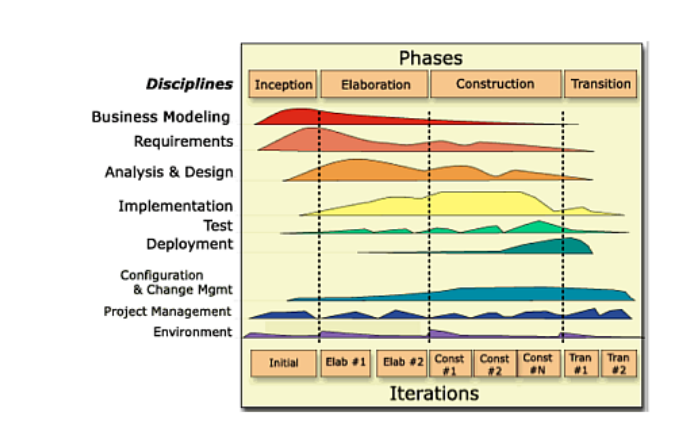 Phases
Disciplines
Inception
Elaboration
Construction
Transition
Business Modeling
Requirements
Analysis & Design
Implementation
Test
Deployment
Configuration
& Change Mgmt
Project Management
Environment
Initial
Elab #1
Elab #2
Const
#1
Const
#2
Const
#N
Tran
#1
Tran
#2
Iterations